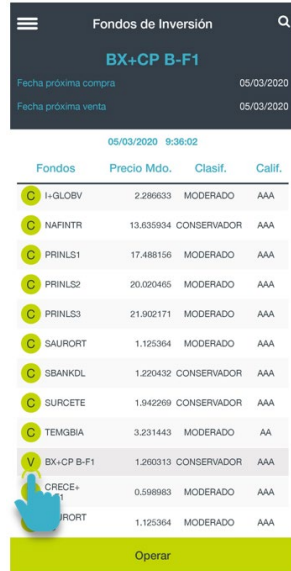 Fondos de Inversión
BX+CP B-F1
Fecha próxima compra 05/03/2020
Fecha próxima venta 05/03/2020
05/03/2020 9:36:02
Fondos Precio Mdo. Clasif. Calif.
C I+GLOBV 2.286633 MODERADO AAA
C NAFINTR 13.635934 CONSERVADOR AAA
C PRINLS1 17.488156 MODERADO AAA
C PRINLS2 20.020465 MODERADO AAA
C PRINLS3 21.902171 MODERADO AAA
C SAURORT 1.125364 MODERADO AAA
C SBANKDL 1.220432 CONSERVADOR AAA
C SURCETE 1.942269 CONSERVADOR AAA
C TEMGBIA 3.231443 MODERADO AA
V BX+CP B-F1 1.260313 CONSERVADOR AAA
CRECE+
0.598983 MODERADO AAA
1.125364 MODERADO AAA
Operar